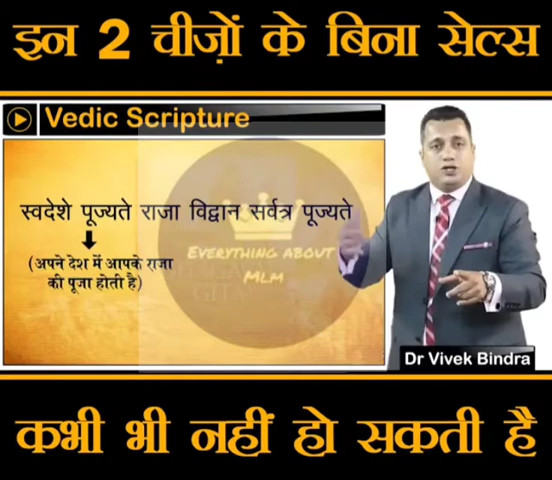 इन 2 चीज़ों के बिना सेल्स
Vedic Scripture
स्वदेशे पूज्यते राजा विद्वान सर्वत्र पूज्यते
(अपने देश में आपके राजा
की पूजा होती है)
EVERYTHING ABOUT
MLM
Dr Vivek Bindra
कभी भी नहीं हो सकती है